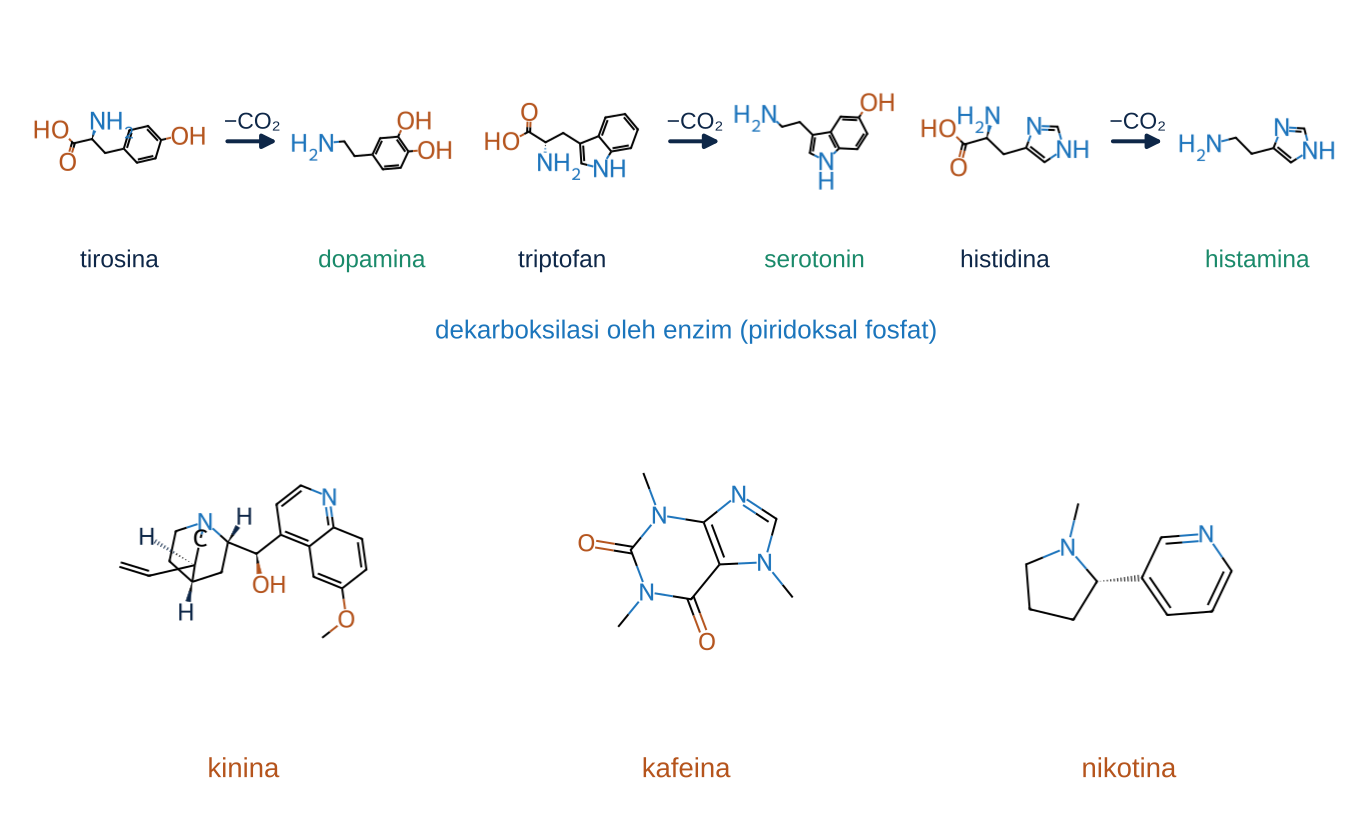 HO NH2 O OH −CO₂ H2N OH OH O HO NH2 NH −CO₂ H2N OH N H H2N HO O N NH −CO₂ H2N N NH
tirosina dopamina triptofan serotonin histidina histamina
dekarboksilasi oleh enzim (piridoksal fosfat)
H N C H N OH H O N N O N N O N N
kinina kafeina nikotina